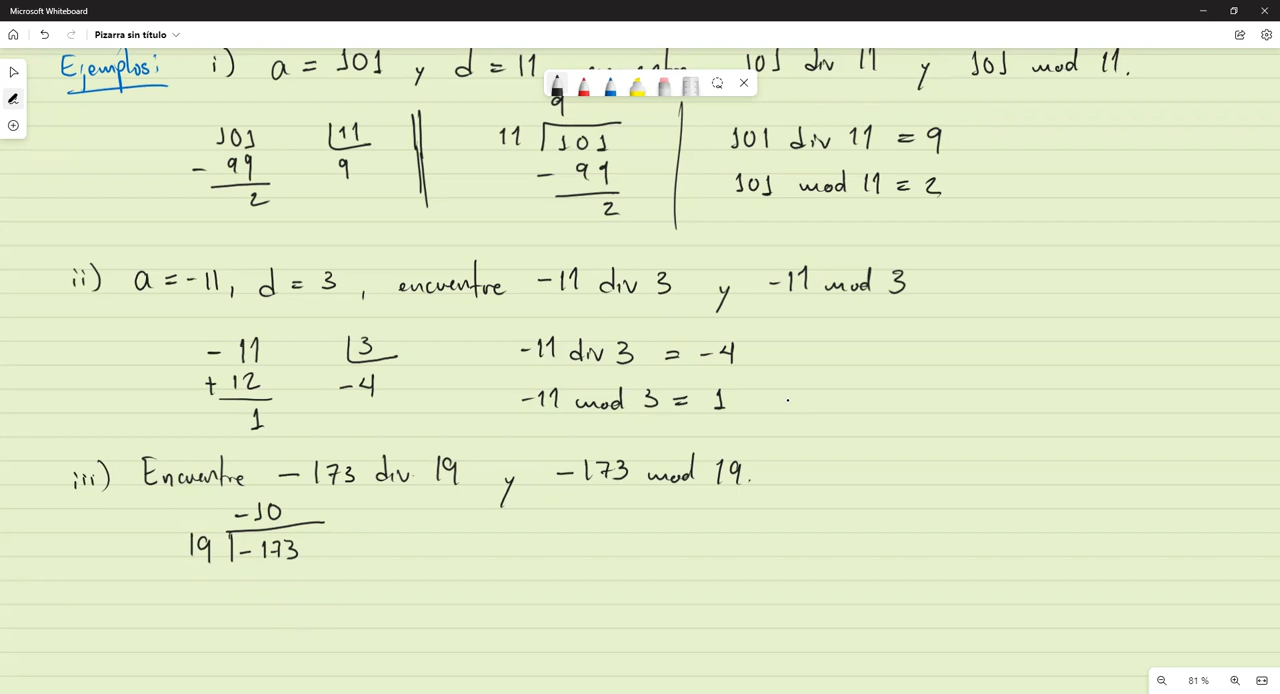 Microsoft Whiteboard
Pizarra sin título
Ejemplos: i) a = 101 y d = 11 101 div 11 y 101 mod 11.
101 11
- 99 9
2
9
11 101
- 99
2
101 div 11 = 9
101 mod 11 = 2
ii) a = -11, d = 3, encuentre -11 div 3 y -11 mod 3
- 11 3
+ 12 -4
1
-11 div 3 = -4
-11 mod 3 = 1
iii) Encuentre - 173 div. 19 y -173 mod 19.
-10
19 - 173
81 %